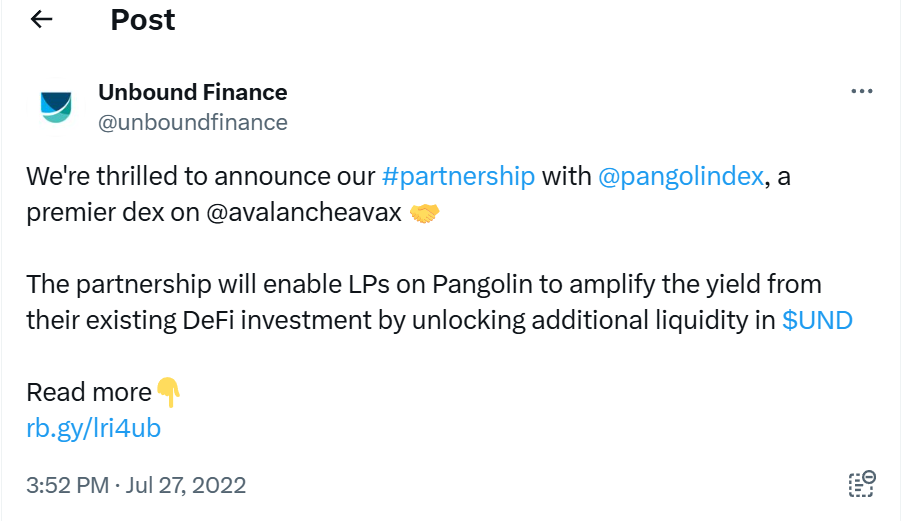 Post
Unbound Finance
@unboundfinance
We're thrilled to announce our #partnership with @pangolindex, a
premier dex on @avalancheavax 🤝
The partnership will enable LPs on Pangolin to amplify the yield from
their existing DeFi investment by unlocking additional liquidity in $UND
Read more👇
rb.gy/lri4ub
3:52 PM · Jul 27, 2022